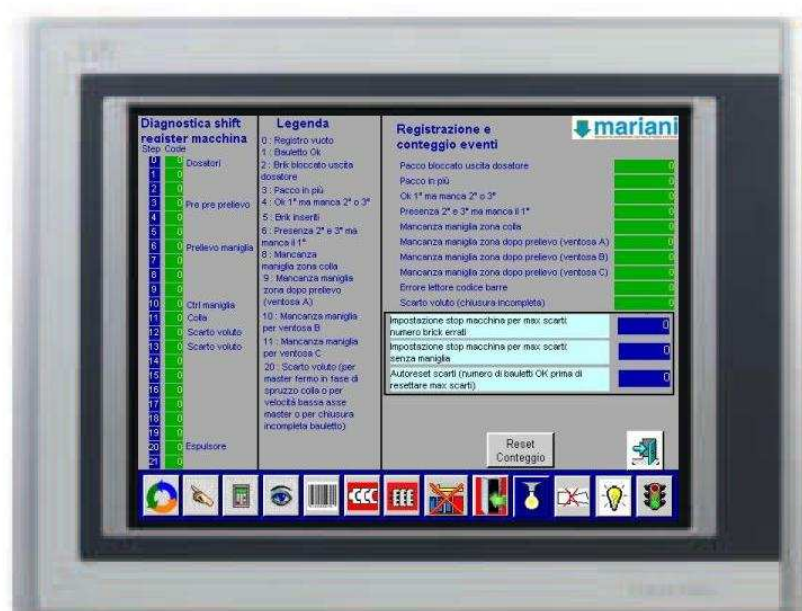 Diagnostica shift
register macchina
Step Code
0 0 Dosatori
1 0
2 0
3 0 Pre pre prelievo
4 0
5 0
6 0 Prelievo maniglia
7 0
8 0
9 0
10 0 Ctrl maniglia
11 0 Colla
12 0 Scarto voluto
13 0 Scarto voluto
14 0
15 0
16 0
17 0
18 0
19 0
20 0 Espulsore
21 0
Legenda
0 : Registro vuoto
1 : Bauletto Ok
2 : Brik bloccato uscita
dosatore
3 : Pacco in più
4 : Ok 1° ma manca 2° o 3°
5 : Brik inseriti
6 : Presenza 2° e 3° ma
manca il 1°
8 : Mancanza
maniglia zona colla
9 : Mancanza maniglia
zona dopo prelievo
(ventosa A)
10 : Mancanza maniglia
per ventosa B
11 : Mancanza maniglia
per ventosa C
20 : Scarto voluto (per
master fermo in fase di
spruzzo colla o per
velocità bassa asse
master o per chiusura
incompleta bauletto)
Registrazione e
conteggio eventi
mariani
Pacco bloccato uscita dosatore 0
Pacco in più 0
Ok 1° ma manca 2° o 3° 0
Presenza 2° e 3° ma manca il 1° 0
Mancanza maniglia zona colla 0
Mancanza maniglia zona dopo prelievo (ventosa A) 0
Mancanza maniglia zona dopo prelievo (ventosa B) 0
Mancanza maniglia zona dopo prelievo (ventosa C) 0
Errore lettore codice barre 0
Scarto voluto (chiusura incompleta) 0
Impostazione stop macchina per max scarti: 0
numero brick errati
Impostazione stop macchina per max scarti: 0
senza maniglia
Autoreset scarti (numero di bauletti OK prima di 0
resettare max scarti)
Reset
Conteggio